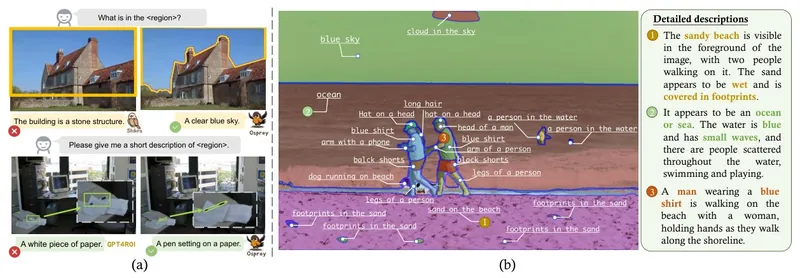 What is in the <region>?
The building is a stone structure.
Shikra
A clear blue sky.
Osprey
Please give me a short description of <region>.
A white piece of paper. GPT4ROI
A pen setting on a paper.
Osprey
(a)
cloud in the sky
blue sky
ocean
2
long hair
Hat on a head
hat on a head
a person in the water
blue shirt
head of a man
a person in the water
3
blue shirt
arm with a phone
arm of a person
balck shorts
black shorts
legs of a person
dog running on beach
legs of a person
footprints in the sand
sand on the beach
footprints in the sand
1
footprints in the sand
footprints in the sand
(b)
Detailed descriptions
1 The sandy beach is visible
in the foreground of the
image, with two people
walking on it. The sand
appears to be wet and is
covered in footprints.
2 It appears to be an ocean
or sea. The water is blue
and has small waves, and
there are people scattered
throughout the water,
swimming and playing.
3 A man wearing a blue
shirt is walking on the
beach with a woman,
holding hands as they walk
along the shoreline.